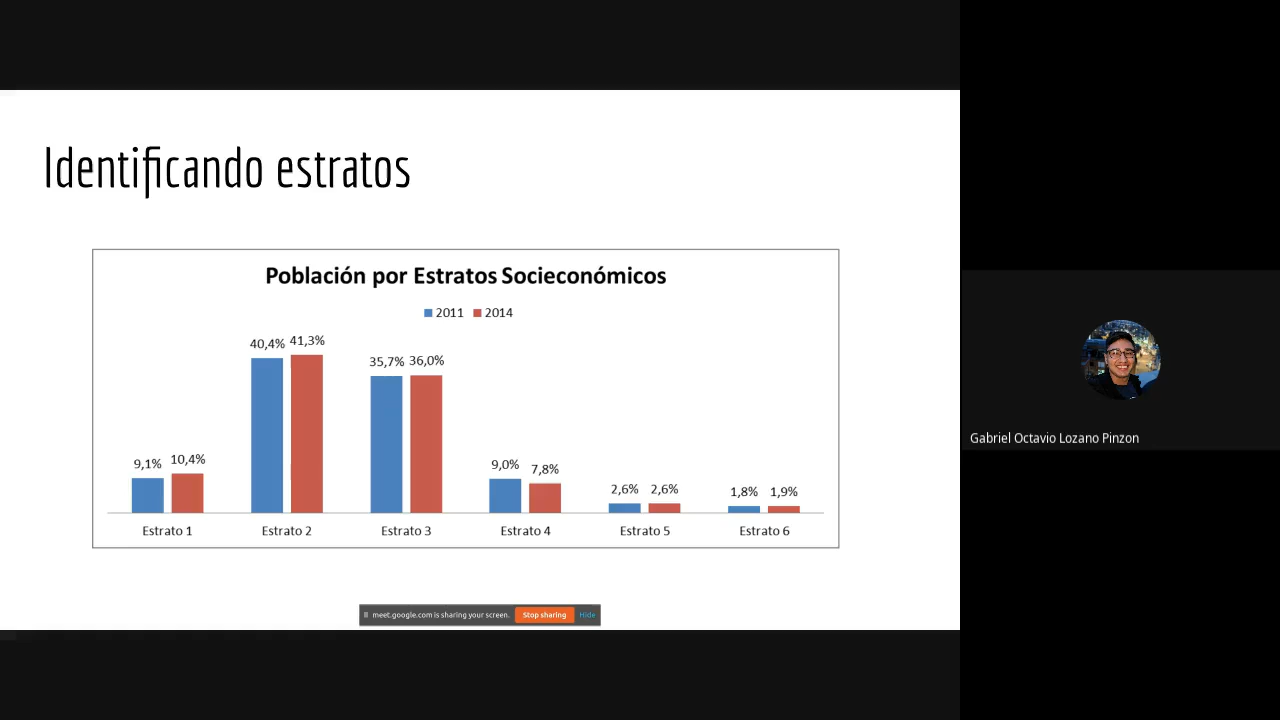 Identificando estratos
Población por Estratos Socieconómicos
2011 2014
40,4% 41,3%
35,7% 36,0%
9,1% 10,4%
9,0% 7,8%
2,6% 2,6%
1,8% 1,9%
Estrato 1 Estrato 2 Estrato 3 Estrato 4 Estrato 5 Estrato 6
meet.google.com is sharing your screen. Stop sharing Hide
Gabriel Octavio Lozano Pinzon